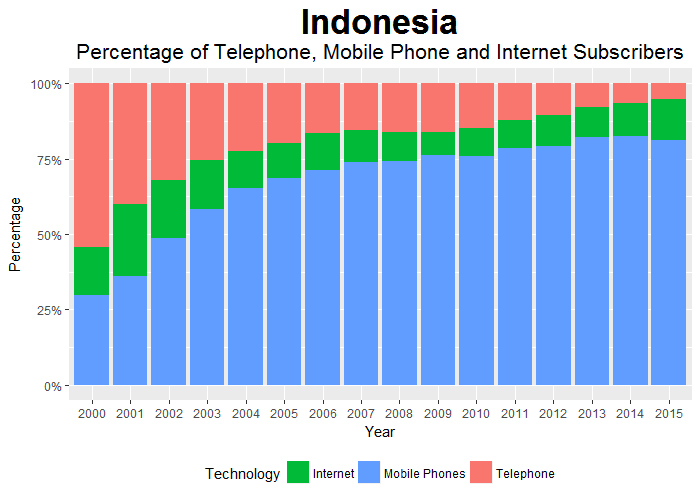 Indonesia
Percentage of Telephone, Mobile Phone and Internet Subscribers
Percentage
100%
75%
50%
25%
0%
2000 2001 2002 2003 2004 2005 2006 2007 2008 2009 2010 2011 2012 2013 2014 2015
Year
Technology Internet Mobile Phones Telephone